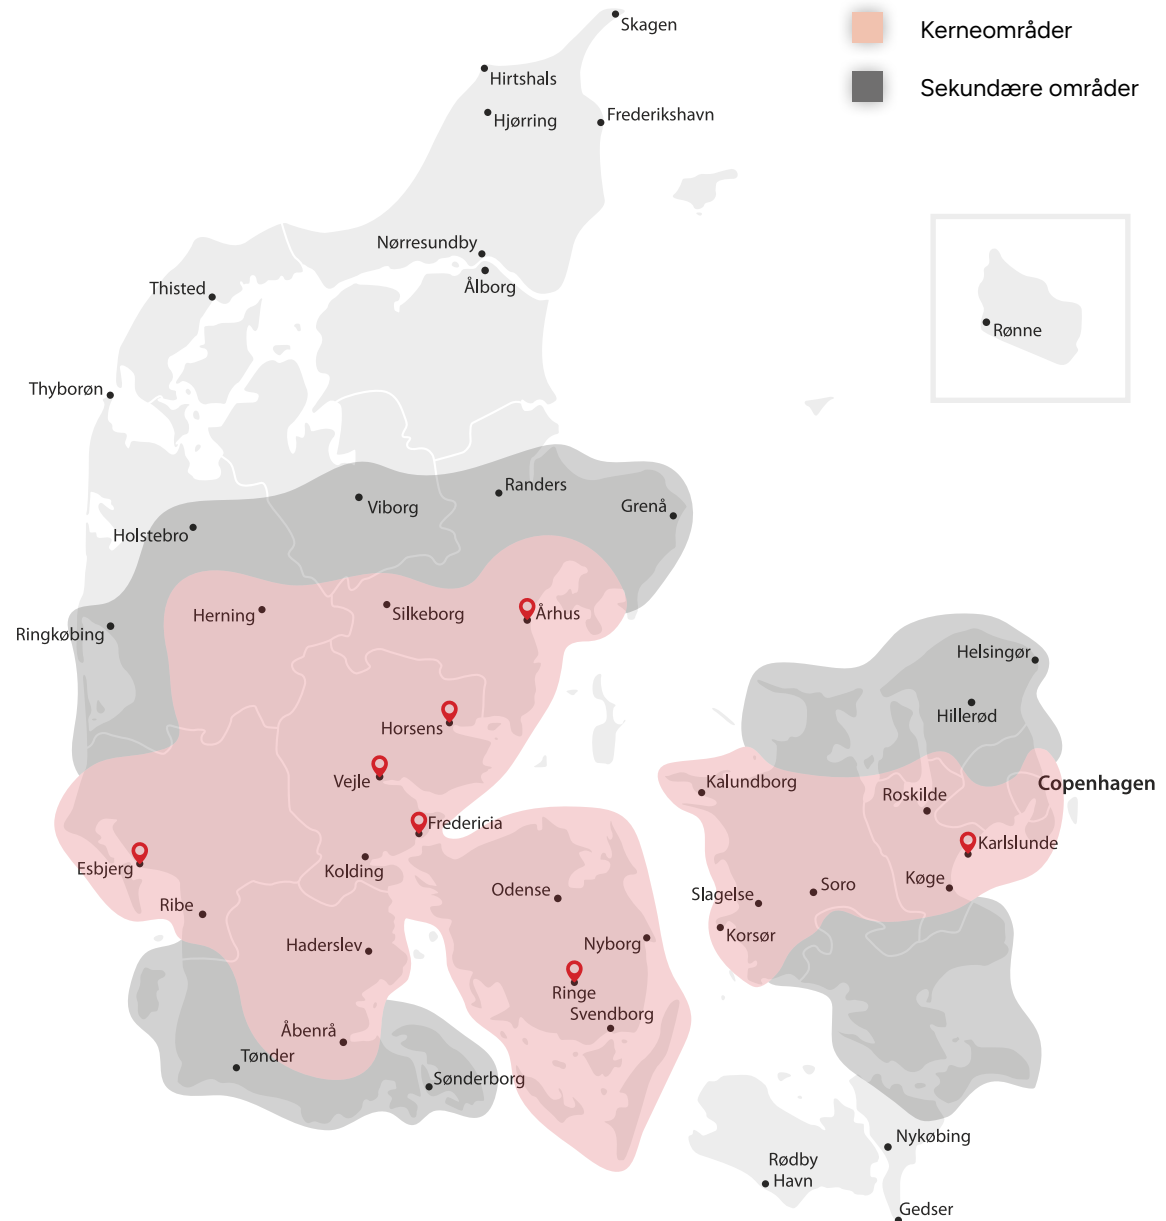 Skagen
Kerneområder
Hirtshals
Sekundære områder
Hjørring
Frederikshavn
Nørresundby
Ålborg
Thisted
Rønne
Thyborøn
Randers
Viborg
Grenå
Holstebro
Herning
Silkeborg
Århus
Ringkøbing
Helsingør
Hillerød
Horsens
Vejle
Kalundborg
Copenhagen
Roskilde
Fredericia
Karlslunde
Esbjerg
Kolding
Odense
Slagelse
Soro
Køge
Ribe
Haderslev
Nyborg
Korsør
Ringe
Svendborg
Åbenrå
Tønder
Sønderborg
Nykøbing
Rødby
Havn
Gedser